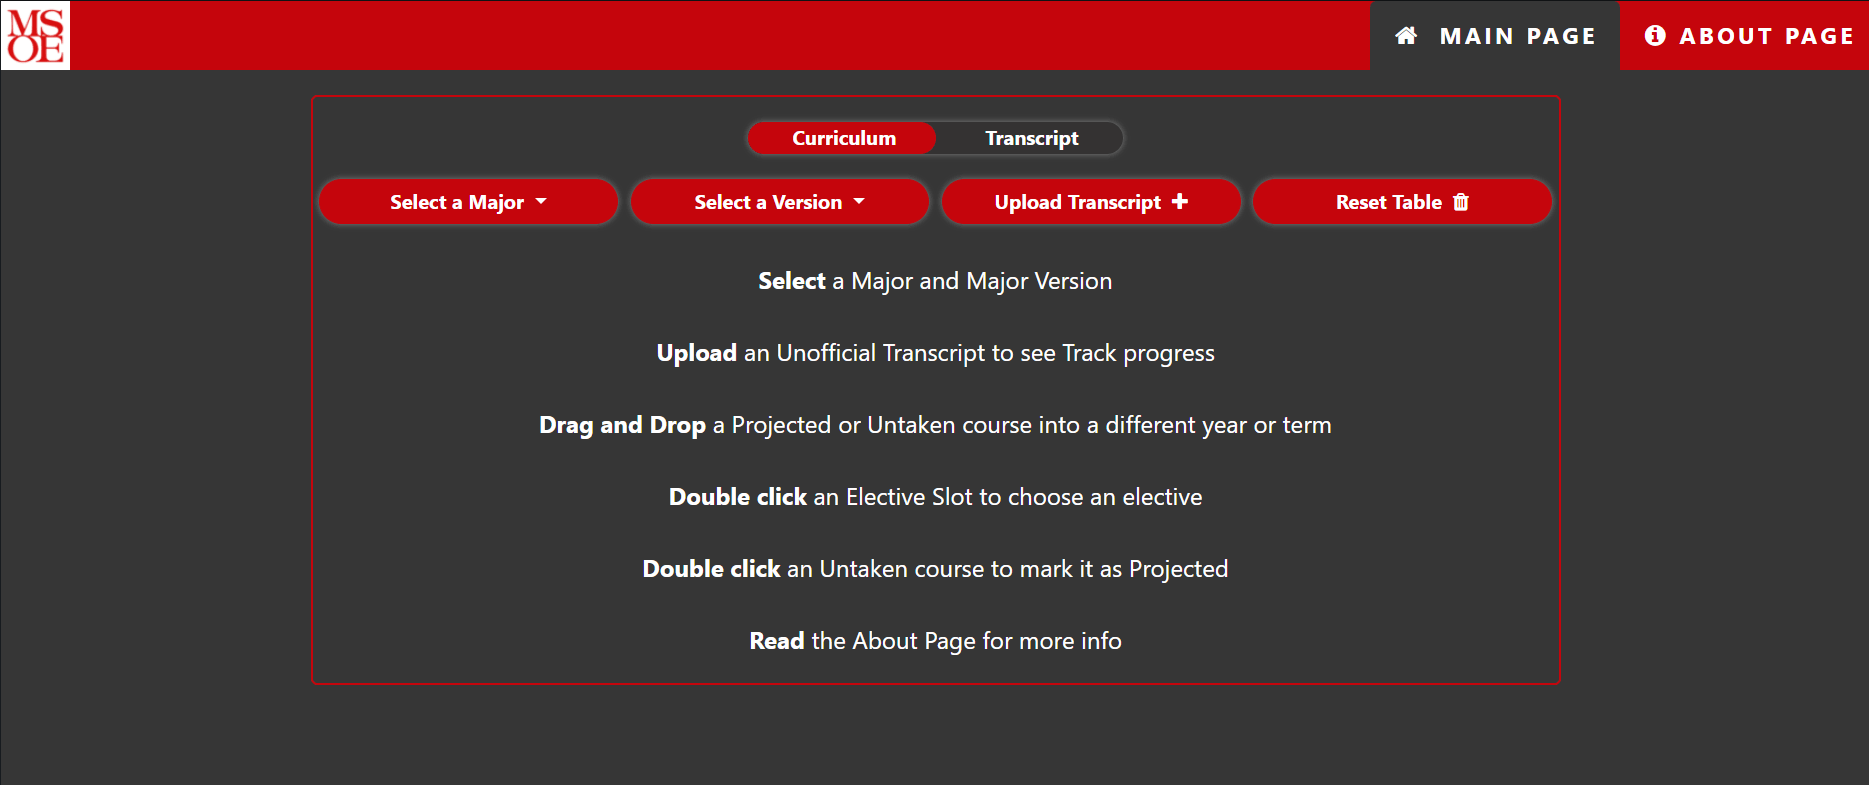 MS
OE
MAIN PAGE
ABOUT PAGE
Curriculum
Transcript
Select a Major
Select a Version
Upload Transcript
Reset Table
Select a Major and Major Version
Upload an Unofficial Transcript to see Track progress
Drag and Drop a Projected or Untaken course into a different year or term
Double click an Elective Slot to choose an elective
Double click an Untaken course to mark it as Projected
Read the About Page for more info